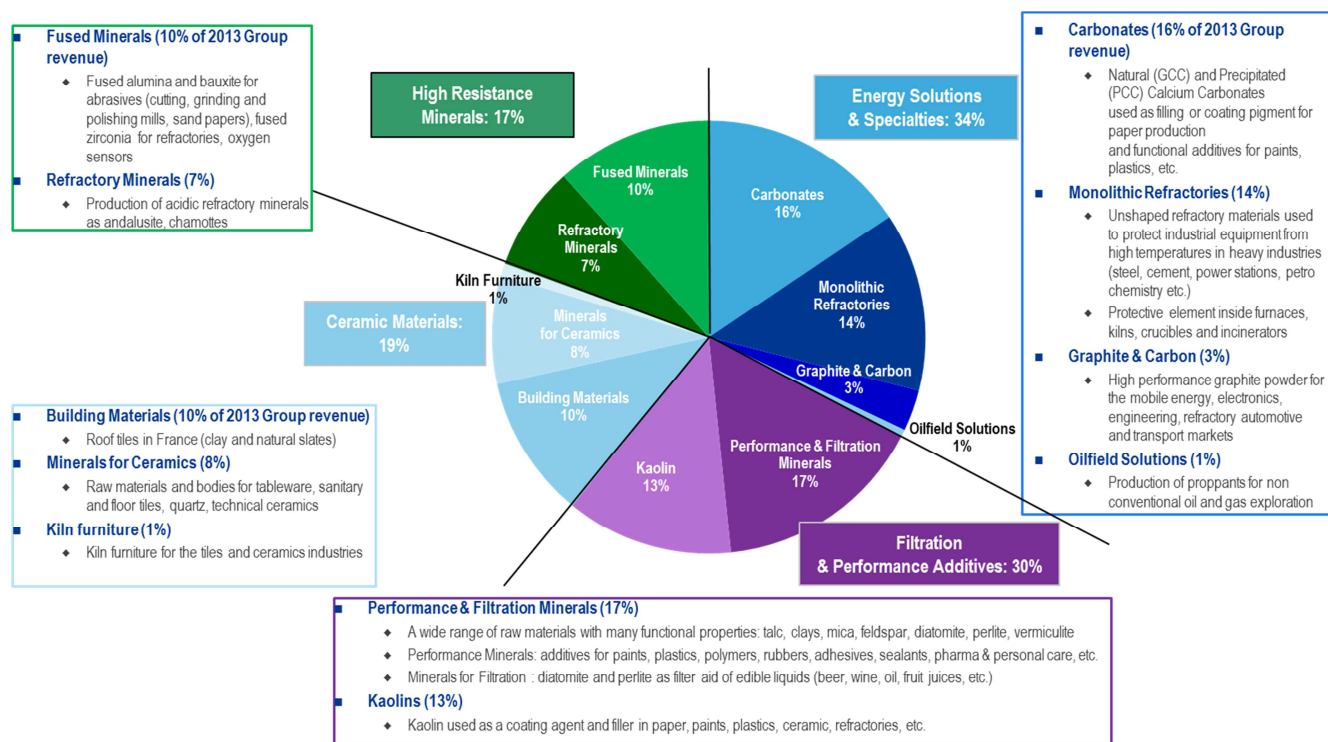 ■ Fused Minerals (10% of 2013 Group
revenue)
◆ Fused alumina and bauxite for
abrasives (cutting, grinding and
polishing mills, sand papers), fused
zirconia for refractories, oxygen
sensors
■ Refractory Minerals (7%)
◆ Production of acidic refractory minerals
as andalusite, chamottes
High Resistance
Minerals: 17%
Energy Solutions
& Specialties: 34%
■ Carbonates (16% of 2013 Group
revenue)
◆ Natural (GCC) and Precipitated
(PCC) Calcium Carbonates
used as filling or coating pigment for
paper production
and functional additives for paints,
plastics, etc.
■ Monolithic Refractories (14%)
◆ Unshaped refractory materials used
to protect industrial equipment from
high temperatures in heavy industries
(steel, cement, power stations, petro
chemistry etc.)
◆ Protective element inside furnaces,
kilns, crucibles and incinerators
■ Graphite & Carbon (3%)
◆ High performance graphite powder for
the mobile energy, electronics,
engineering, refractory automotive
and transport markets
■ Oilfield Solutions (1%)
◆ Production of proppants for non
conventional oil and gas exploration
Fused Minerals
10%
Carbonates
16%
Refractory
Minerals
7%
Kiln Furniture
1%
Monolithic
Refractories
14%
Ceramic Materials:
19%
Minerals
for Ceramics
8%
Graphite & Carbon
3%
Building Materials
10%
Oilfield Solutions
1%
Performance & Filtration
Minerals
17%
Kaolin
13%
■ Building Materials (10% of 2013 Group revenue)
◆ Roof tiles in France (clay and natural slates)
■ Minerals for Ceramics (8%)
◆ Raw materials and bodies for tableware, sanitary
and floor tiles, quartz, technical ceramics
■ Kiln furniture (1%)
◆ Kiln furniture for the tiles and ceramics industries
Filtration
& Performance Additives: 30%
■ Performance & Filtration Minerals (17%)
◆ A wide range of raw materials with many functional properties: talc, clays, mica, feldspar, diatomite, perlite, vermiculite
◆ Performance Minerals: additives for paints, plastics, polymers, rubbers, adhesives, sealants, pharma & personal care, etc.
◆ Minerals for Filtration : diatomite and perlite as filter aid of edible liquids (beer, wine, oil, fruit juices, etc.)
■ Kaolins (13%)
◆ Kaolin used as a coating agent and filler in paper, paints, plastics, ceramic, refractories, etc.